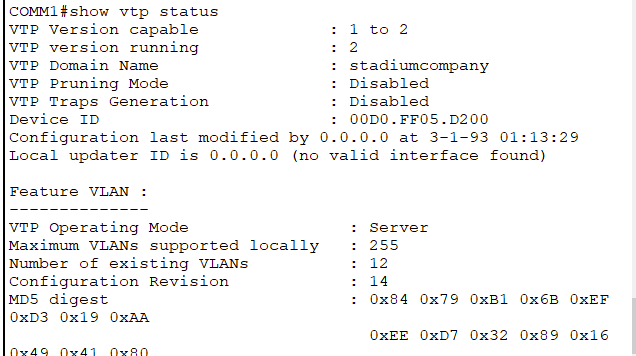 COMM1#show vtp status
VTP Version capable : 1 to 2
VTP version running : 2
VTP Domain Name : stadiumcompany
VTP Pruning Mode : Disabled
VTP Traps Generation : Disabled
Device ID : 00D0.FF05.D200
Configuration last modified by 0.0.0.0 at 3-1-93 01:13:29
Local updater ID is 0.0.0.0 (no valid interface found)
Feature VLAN :
--------------
VTP Operating Mode : Server
Maximum VLANs supported locally : 255
Number of existing VLANs : 12
Configuration Revision : 14
MD5 digest : 0x84 0x79 0xB1 0x6B 0xEF
0xD3 0x19 0xAA
0xEE 0xD7 0x32 0x89 0x16
0x49 0x41 0x80